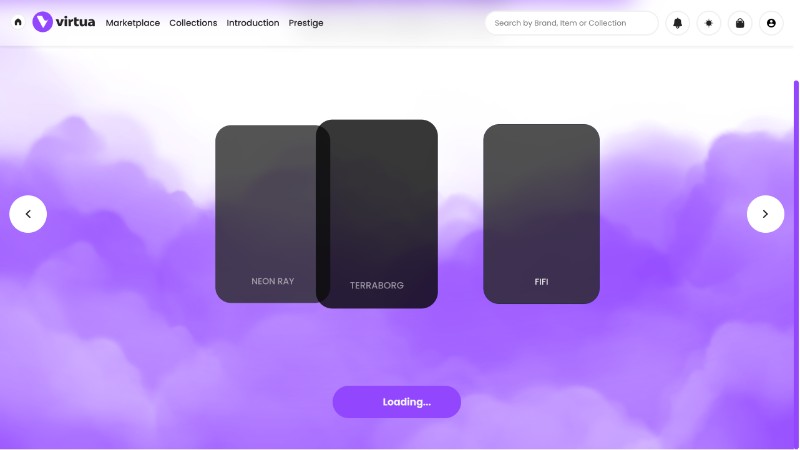 virtua Marketplace Collections Introduction Prestige Search by Brand, Item or Collection
NEON RAY TERRABORG FIFI
Loading...